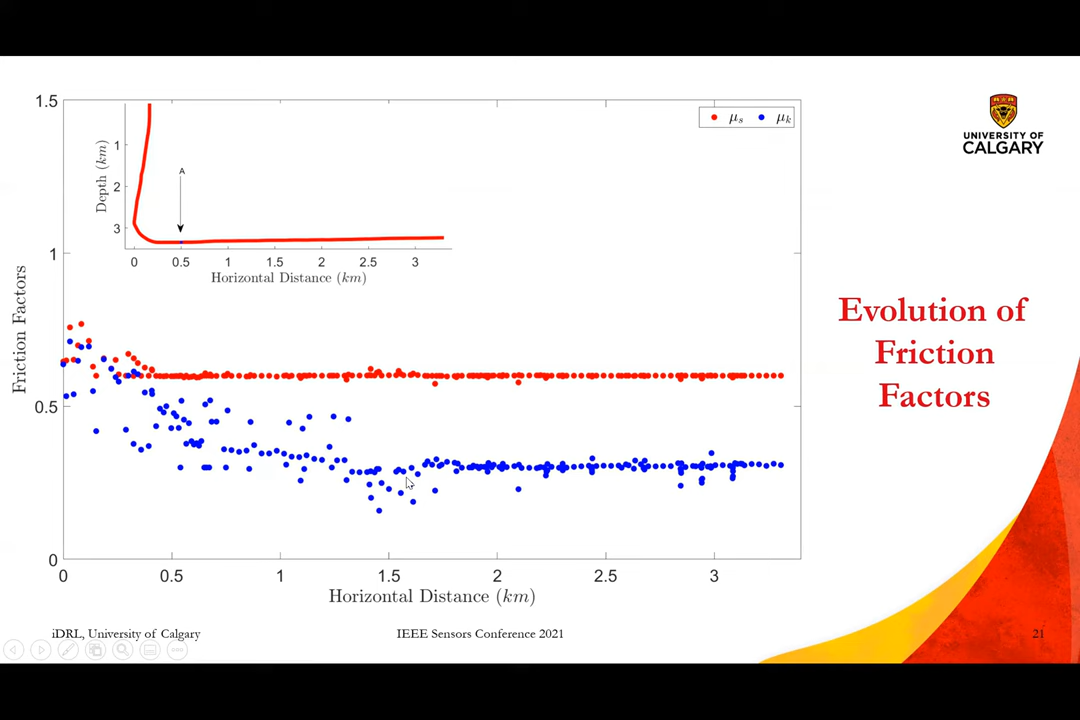 1.5
1
0.5
0
Friction Factors
0
0.5
1
1.5
2
2.5
3
Horizontal Distance (km)
μs
μk
1
2
3
Depth (km)
A
0
0.5
1
1.5
2
2.5
3
Horizontal Distance (km)
UNIVERSITY OF
CALGARY
Evolution of
Friction
Factors
iDRL, University of Calgary
IEEE Sensors Conference 2021
21